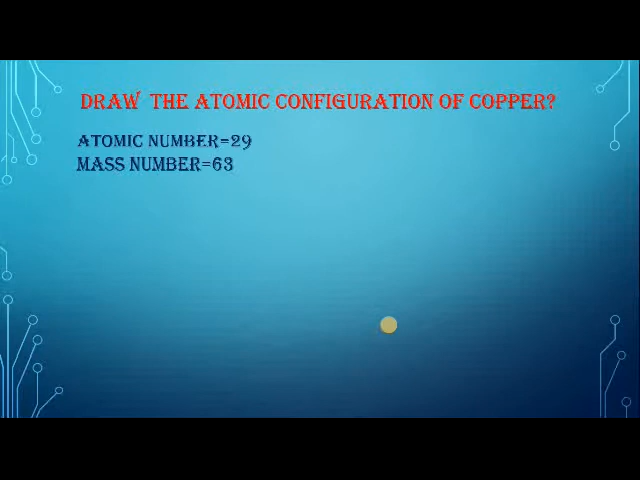 DRAW THE ATOMIC CONFIGURATION OF COPPER?
ATOMIC NUMBER=29
MASS NUMBER=63